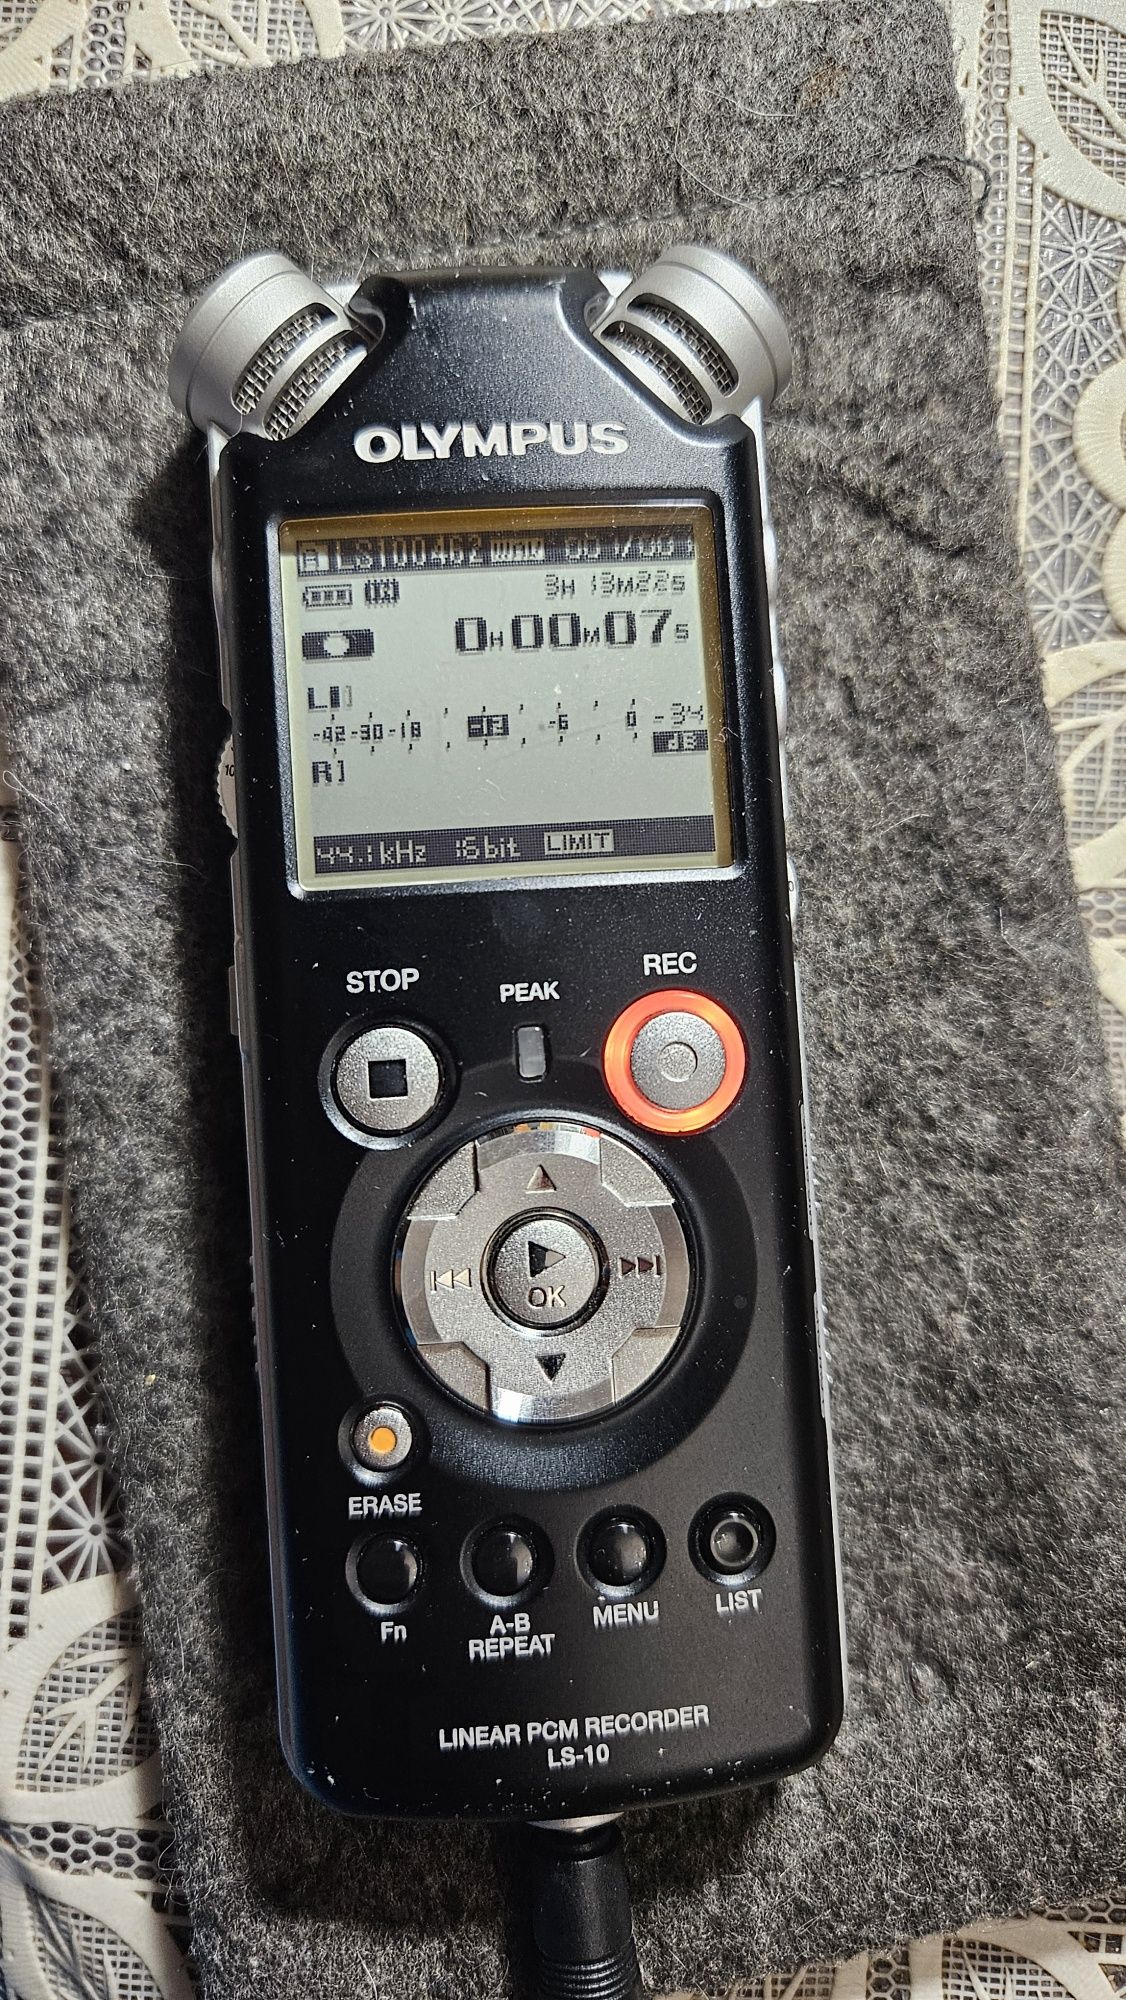 OLYMPUS
3H 13M22S
0H00M07S
L
-42 -30 -18 -12 -6 0 -34
dB
R
44.1kHz 16bit LIMIT
10
STOP PEAK REC
OK
ERASE
Fn A-B REPEAT MENU LIST
LINEAR PCM RECORDER
LS-10